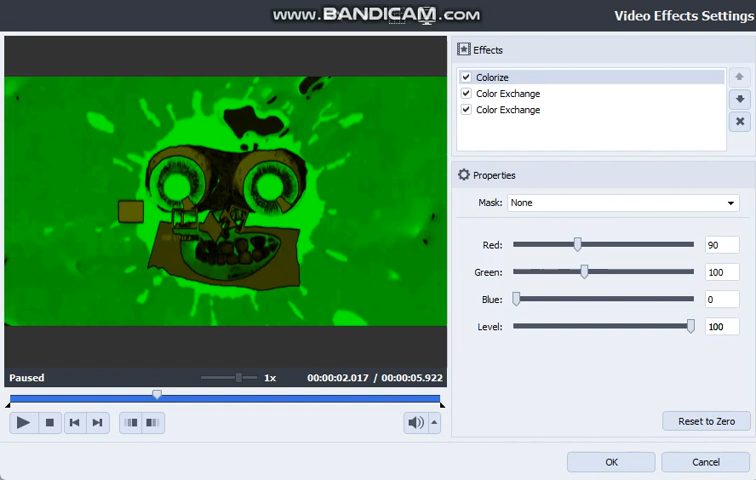 www.BANDICAM.com
Video Effects Settings
Effects
Colorize
Color Exchange
Color Exchange
Properties
Mask: None
Red: 90
Green: 100
Blue: 0
Level: 100
Paused 1x 00:00:02.017 / 00:00:05.922
Reset to Zero
OK Cancel